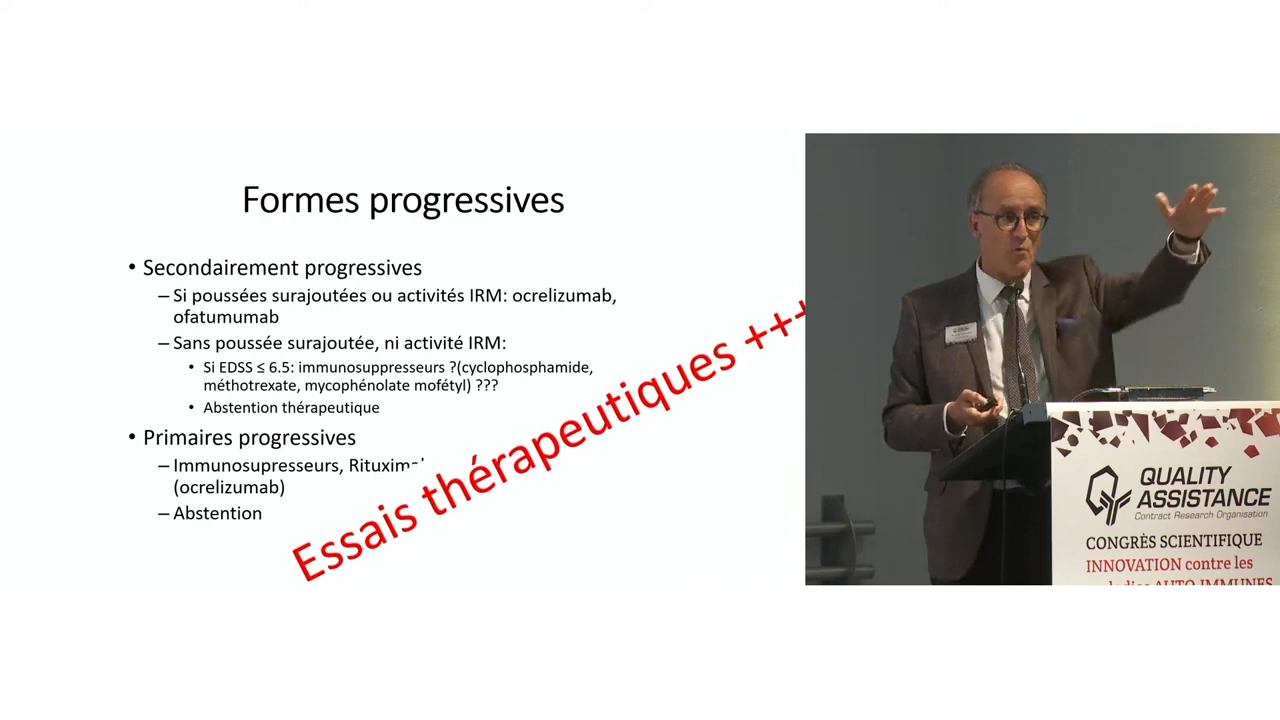 Formes progressives
• Secondairement progressives
– Si poussées surajoutées ou activités IRM: ocrelizumab,
ofatumumab
– Sans poussée surajoutée, ni activité IRM:
• Si EDSS ≤ 6.5: immunosuppresseurs ?(cyclophosphamide,
méthotrexate, mycophénolate mofétyl) ???
• Abstention thérapeutique
• Primaires progressives
– Immunosupresseurs,
(ocrelizumab)
– Abstention
Essais thérapeutiques +++
QUALITY
ASSISTANCE
Contract Research Organisation
CONGRÈS SCIENTIFIQUE
INNOVATION contre les
AUTO-IMMUNES